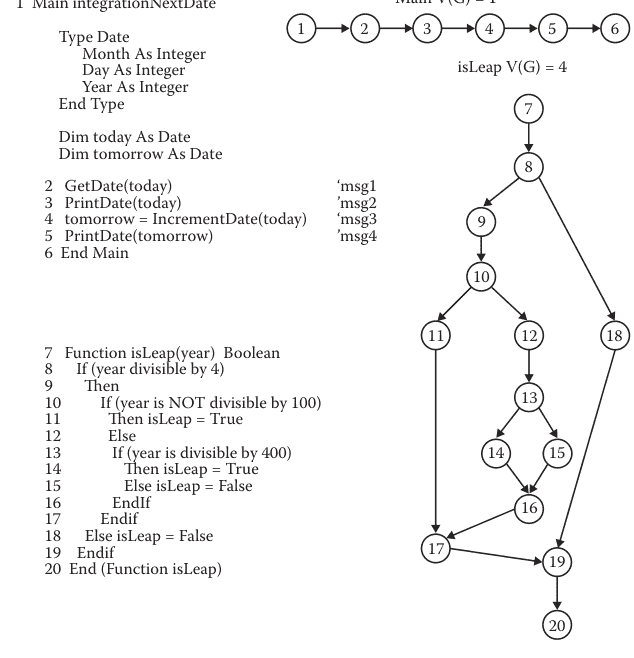 1 Main integrationNextDate
Main V(G) = 1
1 2 3 4 5 6
Type Date
Month As Integer
Day As Integer
Year As Integer
End Type
Dim today As Date
Dim tomorrow As Date
2 GetDate(today) ‘msg1
3 PrintDate(today) ’msg2
4 tomorrow = IncrementDate(today) ‘msg3
5 PrintDate(tomorrow) ’msg4
6 End Main
7 Function isLeap(year) Boolean
8 If (year divisible by 4)
9 Then
10 If (year is NOT divisible by 100)
11 Then isLeap = True
12 Else
13 If (year is divisible by 400)
14 Then isLeap = True
15 Else isLeap = False
16 EndIf
17 Endif
18 Else isLeap = False
19 Endif
20 End (Function isLeap)
isLeap V(G) = 4
7
8
9
10
11 12 18
13
14 15
16
17
19
20